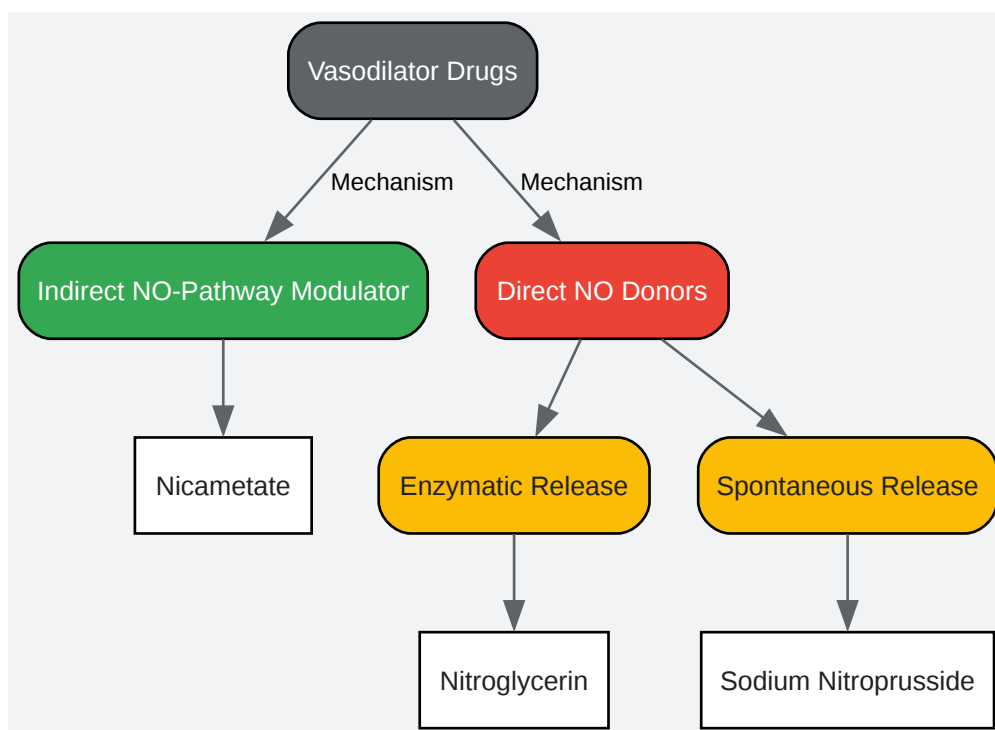 Vasodilator Drugs
Mechanism
Mechanism
Indirect NO-Pathway Modulator
Direct NO Donors
Nicametate
Enzymatic Release
Spontaneous Release
Nitroglycerin
Sodium Nitroprusside